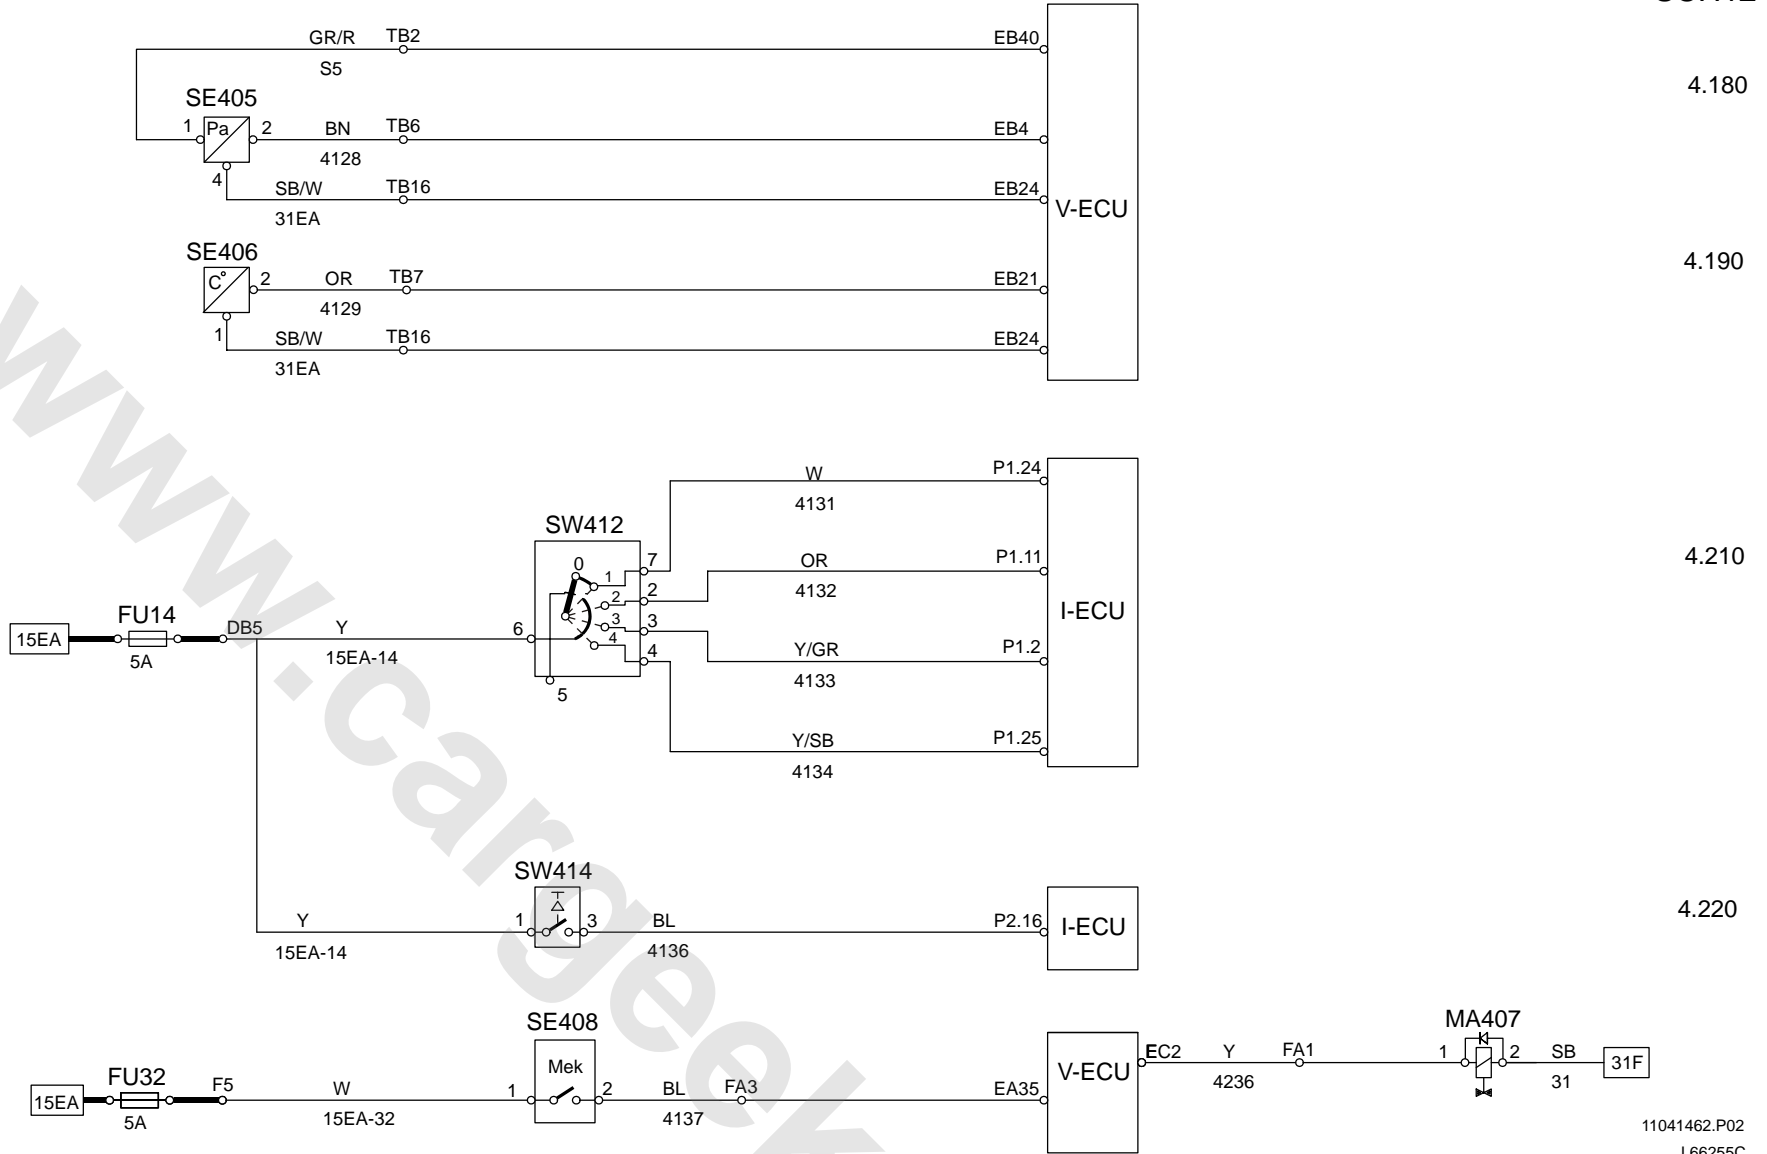 GR/R TB2 EB40
S5
4.180
SE405
1 Pa 2 BN TB6 EB4
4128
4 SB/W TB16 EB24
31EA
V-ECU
SE406
4.190
C° 2 OR TB7 EB21
4129
1 SB/W TB16 EB24
31EA
W P1.24
4131
SW412
0 1 7 OR P1.11
4.210
2 2 4132
FU14 I-ECU
15EA DB5 Y 6 3 3
5A 15EA-14 4 4 Y/GR P1.2
4133
5
Y/SB P1.25
4134
SW414
4.220
Y 1 3 BL P2.16 I-ECU
15EA-14 4136
SE408 MA407
EC2 Y FA1 1 2 SB 31F
Mek V-ECU 4236 31
FU32 F5
15EA W 1 2 BL FA3 EA35
5A 15EA-32 4137
11041462.P02
www.cargeek